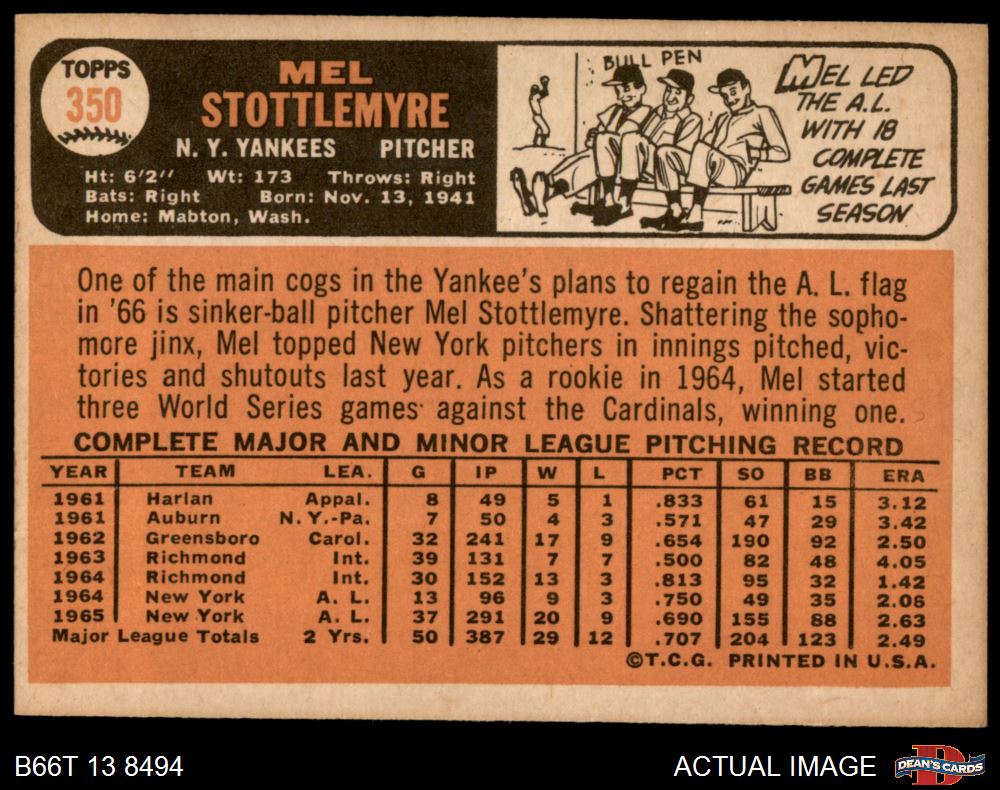 TOPPS
350
MEL
STOTTLEMYRE
N. Y. YANKEES PITCHER
Ht: 6'2" Wt: 173 Throws: Right
Bats: Right Born: Nov. 13, 1941
Home: Mabton, Wash.
BULL PEN
MEL LED
THE A.L.
WITH 18
COMPLETE
GAMES LAST
SEASON
One of the main cogs in the Yankee's plans to regain the A. L. flag
in '66 is sinker-ball pitcher Mel Stottlemyre. Shattering the sopho-
more jinx, Mel topped New York pitchers in innings pitched, vic-
tories and shutouts last year. As a rookie in 1964, Mel started
three World Series games against the Cardinals, winning one.
COMPLETE MAJOR AND MINOR LEAGUE PITCHING RECORD
YEAR TEAM LEA. G IP W L PCT SO BB ERA
1961 Harlan Appal. 8 49 5 1 .833 61 15 3.12
1961 Auburn N. Y.-Pa. 7 50 4 3 .571 47 29 3.42
1962 Greensboro Carol. 32 241 17 9 .654 190 92 2.50
1963 Richmond Int. 39 131 7 7 .500 82 48 4.05
1964 Richmond Int. 30 152 13 3 .813 95 32 1.42
1964 New York A. L. 13 96 9 3 .750 49 35 2.06
1965 New York A. L. 37 291 20 9 .690 155 88 2.63
Major League Totals 2 Yrs. 50 387 29 12 .707 204 123 2.49
©T.C.G. PRINTED IN U.S.A.
B66T 13 8494
ACTUAL IMAGE
DEAN'S CARDS